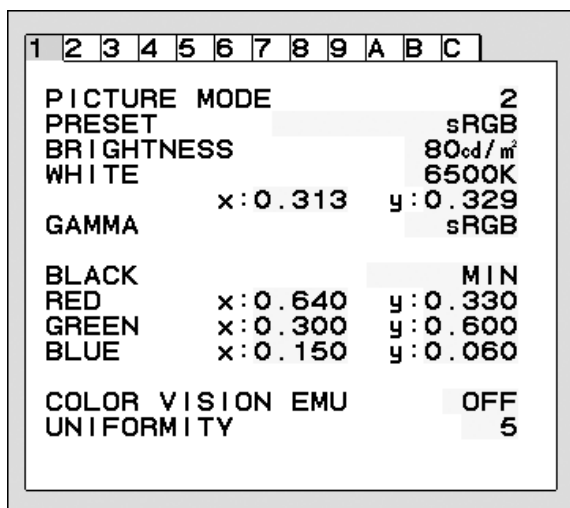 1 2 3 4 5 6 7 8 9 A B C
PICTURE MODE 2
PRESET sRGB
BRIGHTNESS 80cd/㎡
WHITE 6500K
x:0.313 y:0.329
GAMMA sRGB
BLACK MIN
RED x:0.640 y:0.330
GREEN x:0.300 y:0.600
BLUE x:0.150 y:0.060
COLOR VISION EMU OFF
UNIFORMITY 5